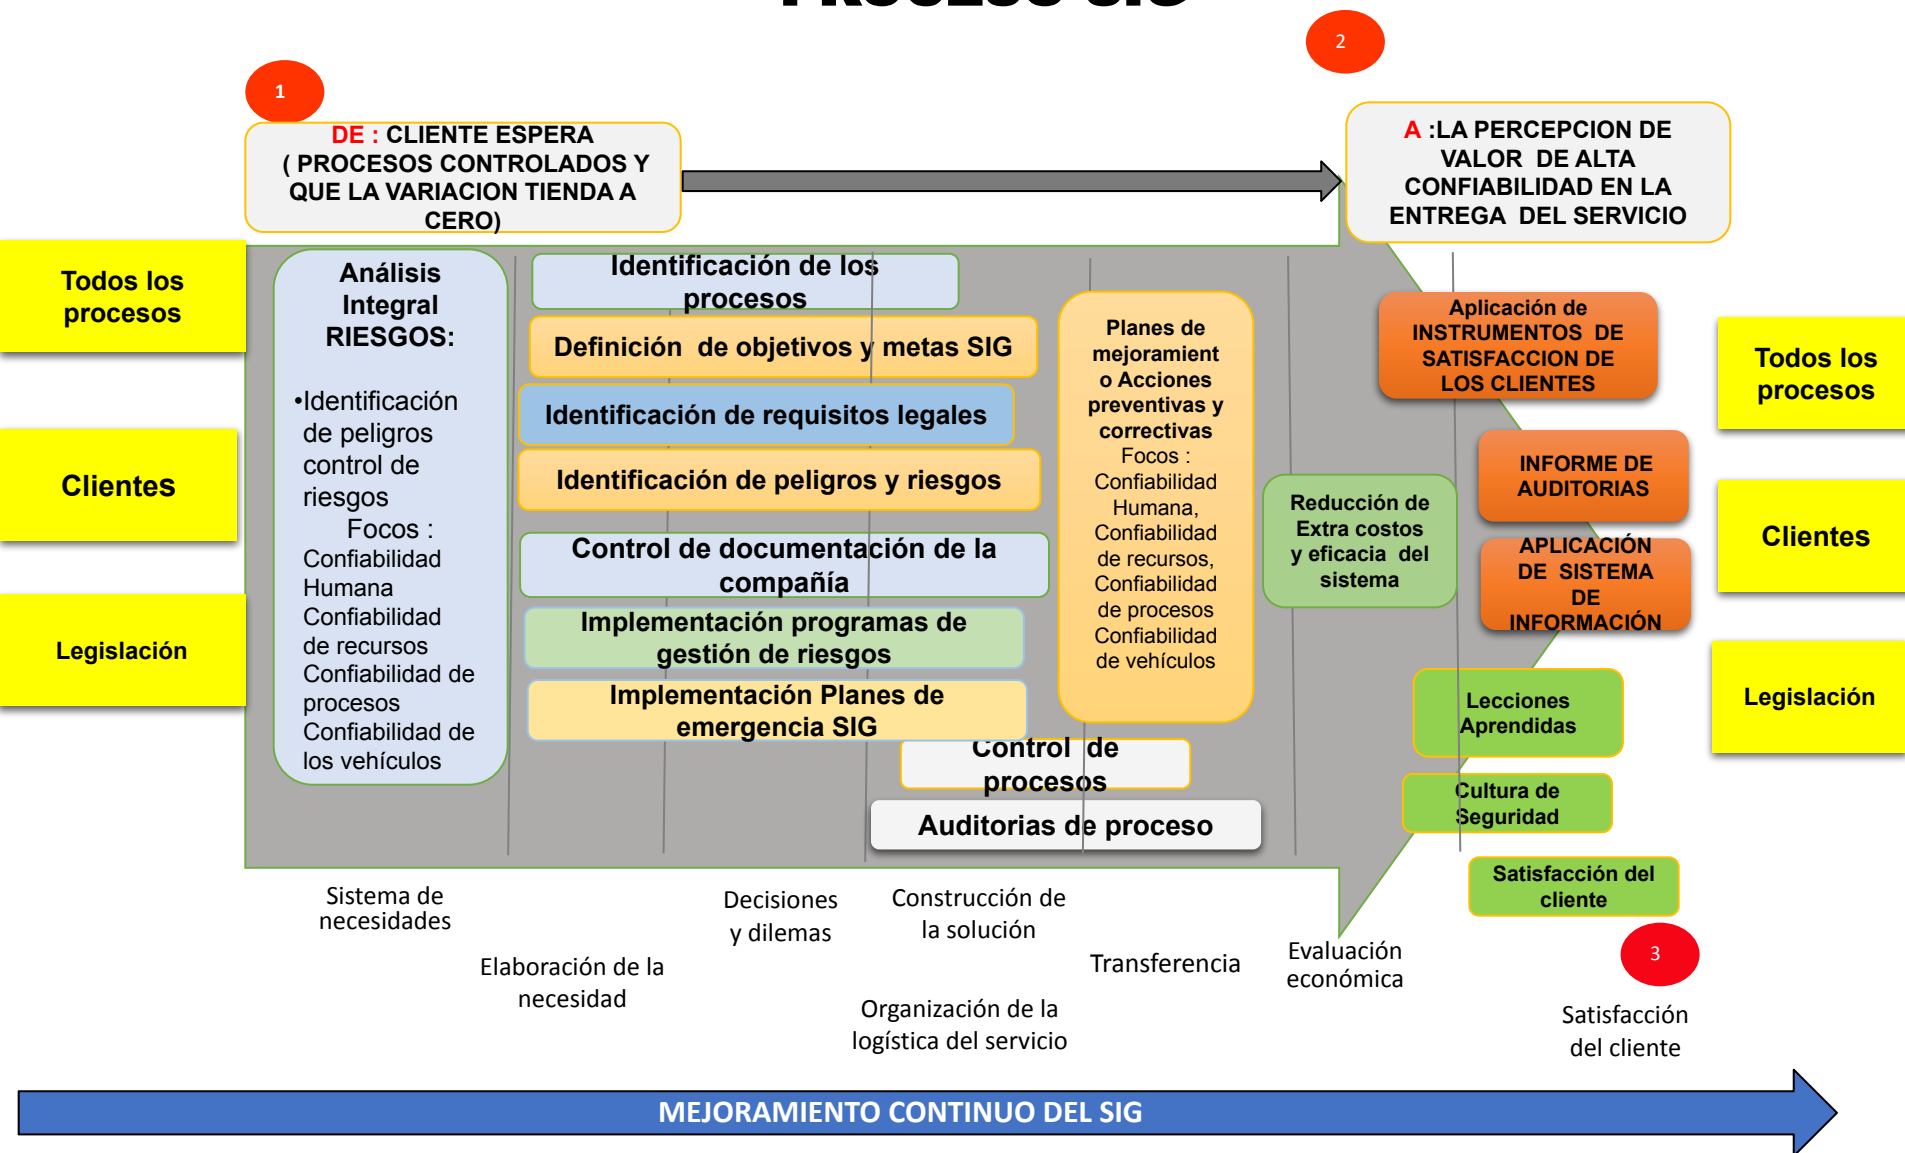 PROCESO SIG
1
2
DE : CLIENTE ESPERA
( PROCESOS CONTROLADOS Y
QUE LA VARIACION TIENDA A
CERO)
A :LA PERCEPCION DE
VALOR DE ALTA
CONFIABILIDAD EN LA
ENTREGA DEL SERVICIO
Todos los
procesos
Clientes
Legislación
Análisis
Integral
RIESGOS:
•Identificación
de peligros
control de
riesgos
Focos :
Confiabilidad
Humana
Confiabilidad
de recursos
Confiabilidad de
procesos
Confiabilidad de
los vehículos
Identificación de los
procesos
Definición de objetivos y metas SIG
Identificación de requisitos legales
Identificación de peligros y riesgos
Control de documentación de la
compañía
Implementación programas de
gestión de riesgos
Implementación Planes de
emergencia SIG
Control de
procesos
Auditorias de proceso
Planes de
mejoramient
o Acciones
preventivas y
correctivas
Focos :
Confiabilidad
Humana,
Confiabilidad
de recursos,
Confiabilidad
de procesos
Confiabilidad
de vehículos
Reducción de
Extra costos
y eficacia del
sistema
Aplicación de
INSTRUMENTOS DE
SATISFACCION DE
LOS CLIENTES
INFORME DE
AUDITORIAS
APLICACIÓN
DE SISTEMA
DE
INFORMACIÓN
Lecciones
Aprendidas
Cultura de
Seguridad
Satisfacción del
cliente
Todos los
procesos
Clientes
Legislación
3
Sistema de
necesidades
Elaboración de la
necesidad
Decisiones
y dilemas
Construcción de
la solución
Organización de la
logística del servicio
Transferencia
Evaluación
económica
Satisfacción
del cliente
MEJORAMIENTO CONTINUO DEL SIG